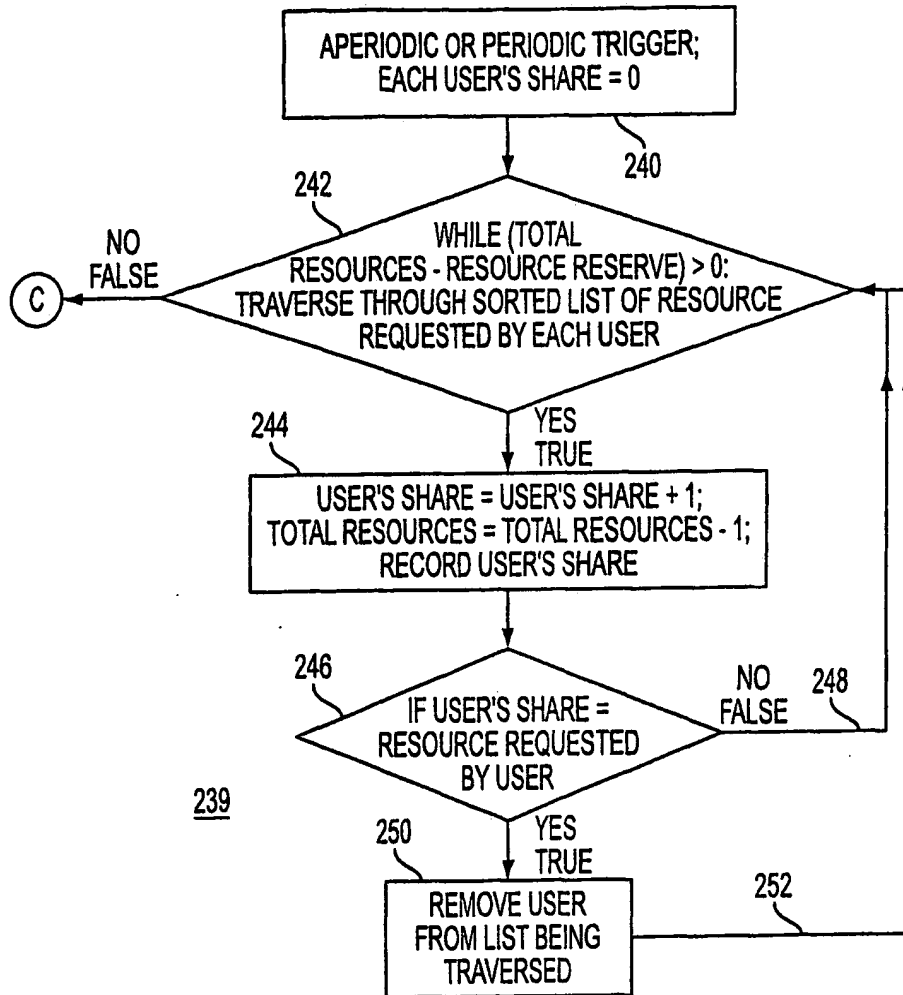 APERIODIC OR PERIODIC TRIGGER;
EACH USER'S SHARE = 0
240
242
WHILE (TOTAL
RESOURCES - RESOURCE RESERVE) > 0:
TRAVERSE THROUGH SORTED LIST OF RESOURCE
REQUESTED BY EACH USER
NO
FALSE
C
YES
TRUE
244
USER'S SHARE = USER'S SHARE + 1;
TOTAL RESOURCES = TOTAL RESOURCES - 1;
RECORD USER'S SHARE
246
IF USER'S SHARE =
RESOURCE REQUESTED
BY USER
NO
FALSE
248
239
YES
TRUE
250
REMOVE USER
FROM LIST BEING
TRAVERSED
252